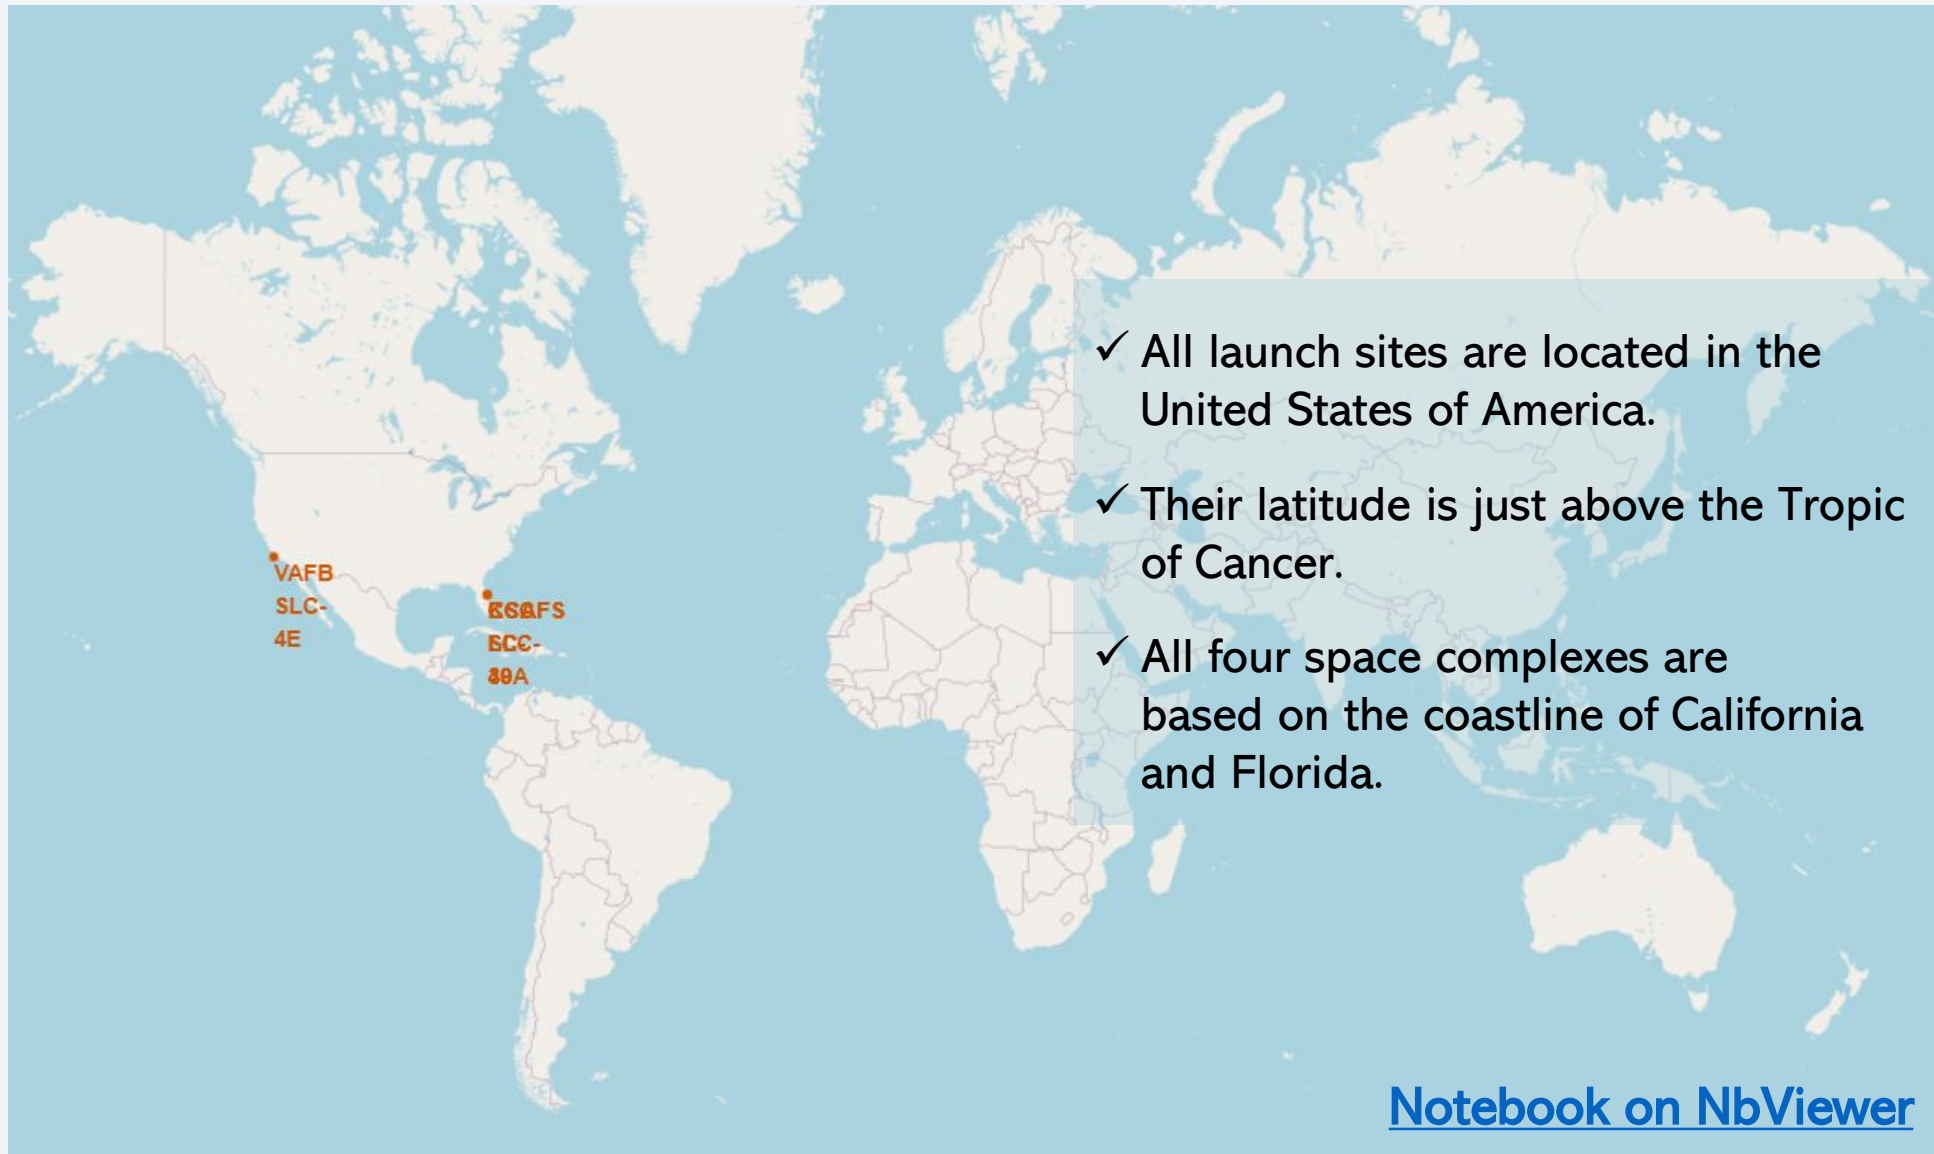 ✓ All launch sites are located in the
United States of America.
✓ Their latitude is just above the Tropic
of Cancer.
✓ All four space complexes are
based on the coastline of California
and Florida.
VAFB
SLC-
4E
Notebook on NbViewer